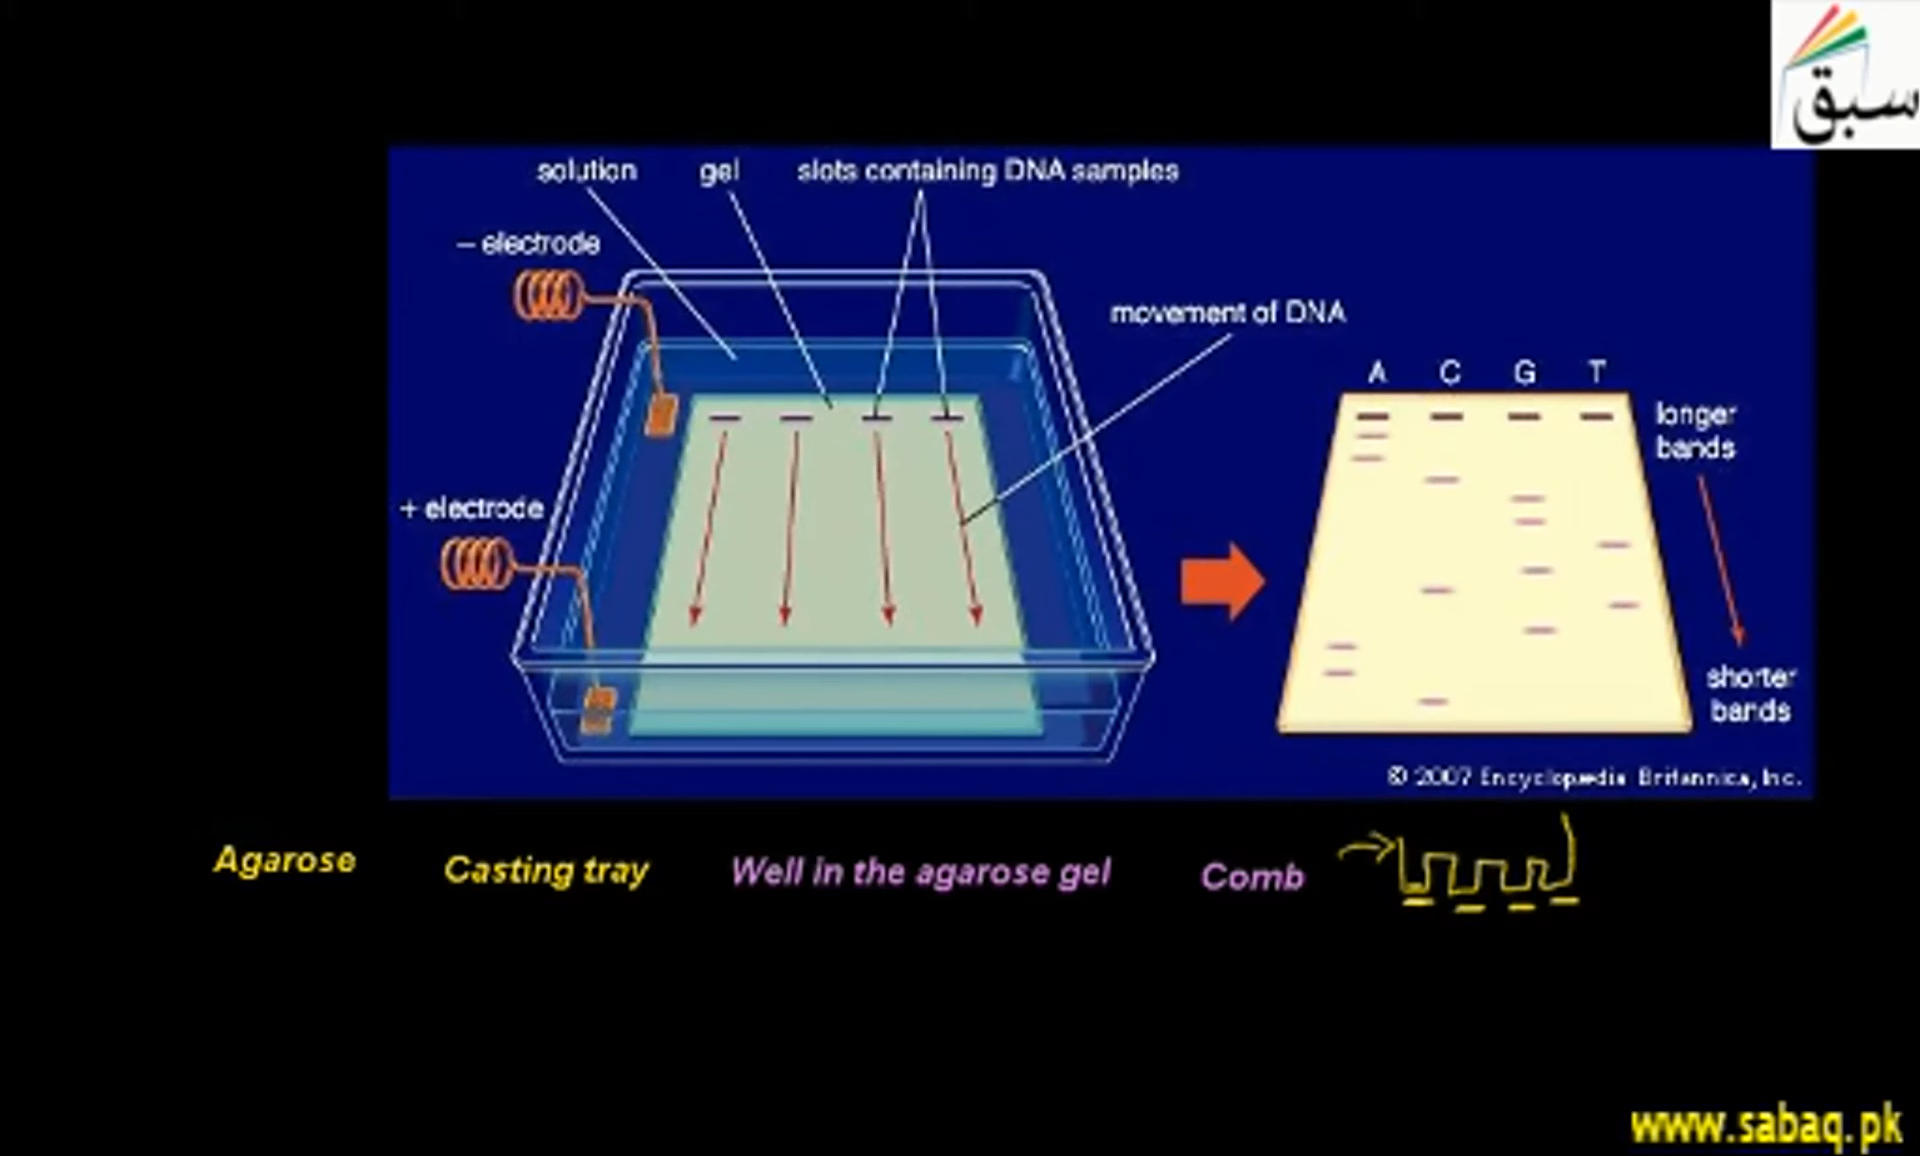 سبق
solution gel slots containing DNA samples
– electrode
movement of DNA
A C G T
longer
bands
+ electrode
shorter
bands
© 2007 Encyclopædia Britannica, Inc.
Agarose Casting tray Well in the agarose gel Comb
www.sabaq.pk